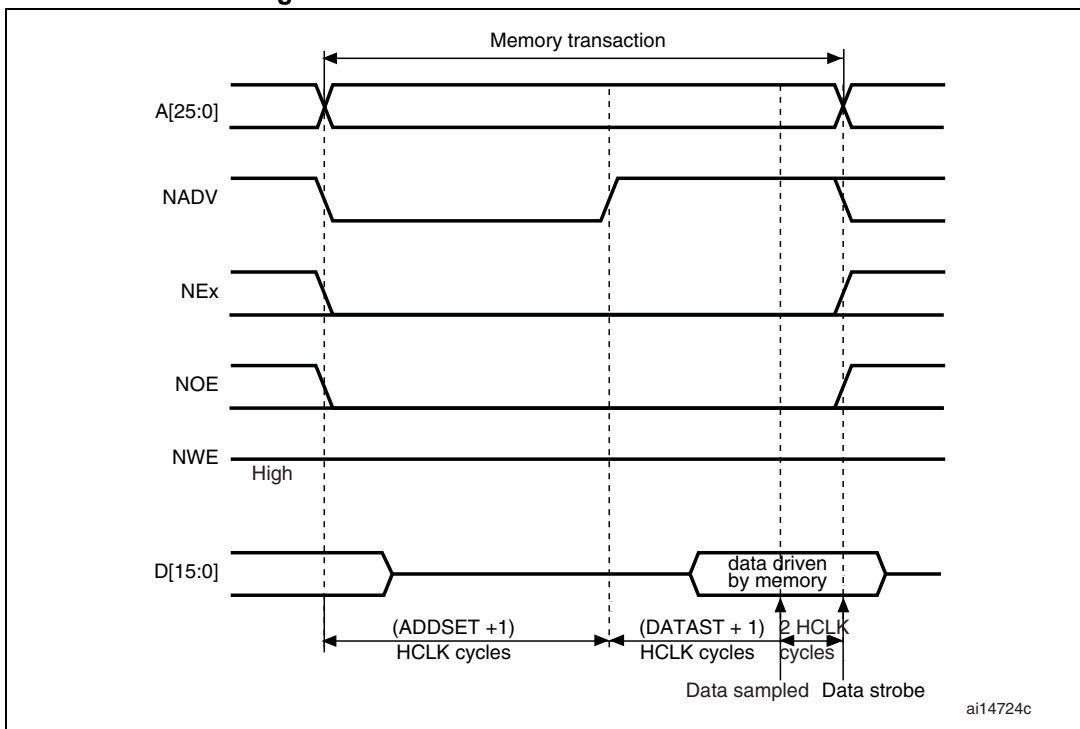 Memory transaction
A[25:0]
NADV
NEx
NOE
NWE
High
D[15:0]
data driven
by memory
(ADDSET +1)
HCLK cycles
(DATAST + 1)
HCLK cycles
2 HCLK
cycles
Data sampled
Data strobe
ai14724c